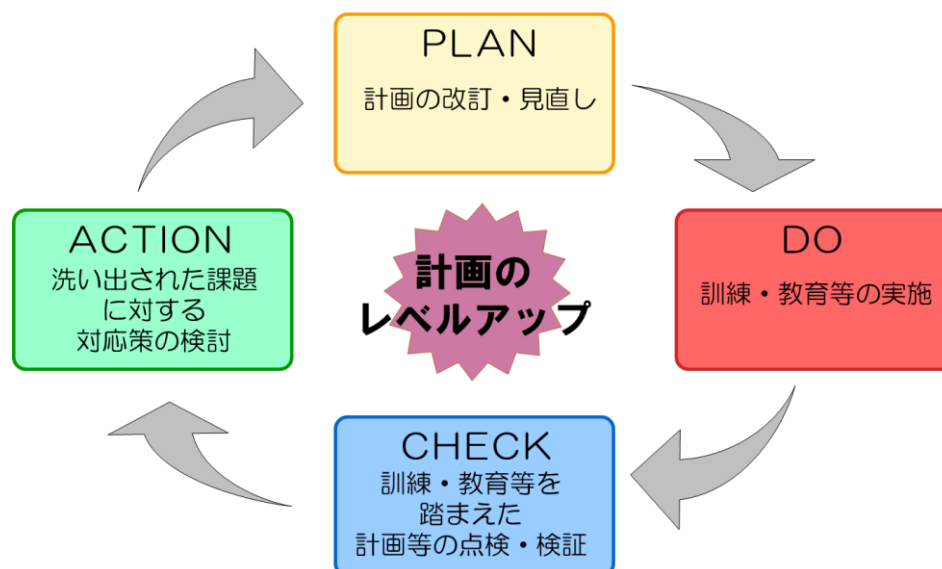 PLAN
計画の改訂・見直し
DO
訓練・教育等の実施
CHECK
訓練・教育等を
踏まえた
計画等の点検・検証
ACTION
洗い出された課題
に対する
対応策の検討
計画の
レベルアップ